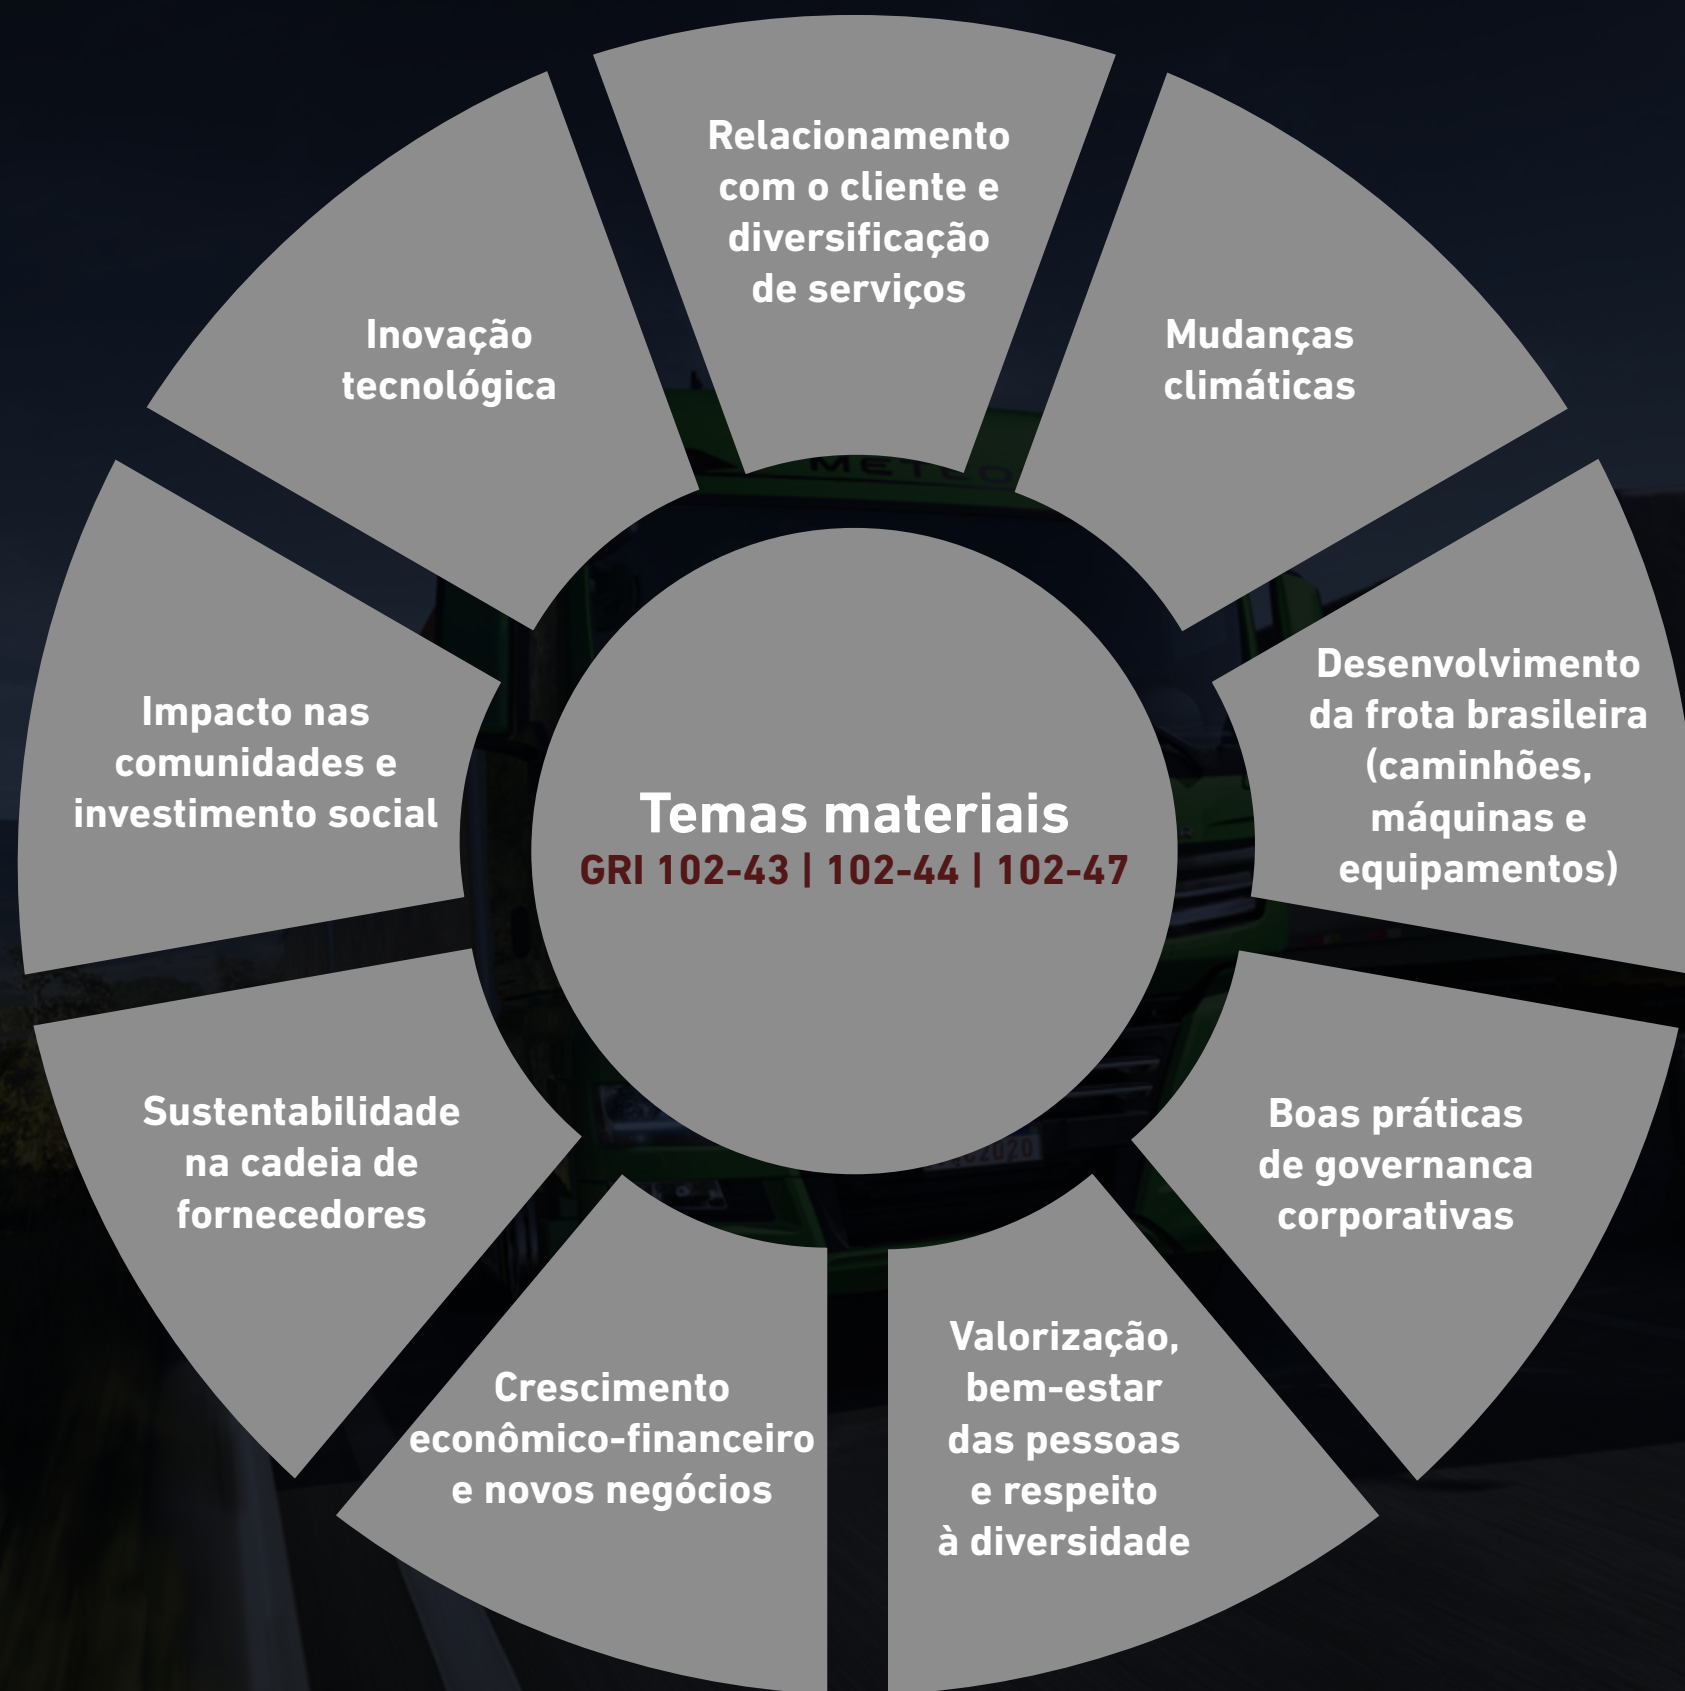 Relacionamento
com o cliente e
diversificação
de serviços
Mudanças
climáticas
Desenvolvimento
da frota brasileira
(caminhões,
máquinas e
equipamentos)
Boas práticas
de governanca
corporativas
Valorização,
bem-estar
das pessoas
e respeito
à diversidade
Crescimento
econômico-financeiro
e novos negócios
Sustentabilidade
na cadeia de
fornecedores
Impacto nas
comunidades e
investimento social
Inovação
tecnológica
Temas materiais
GRI 102-43 | 102-44 | 102-47